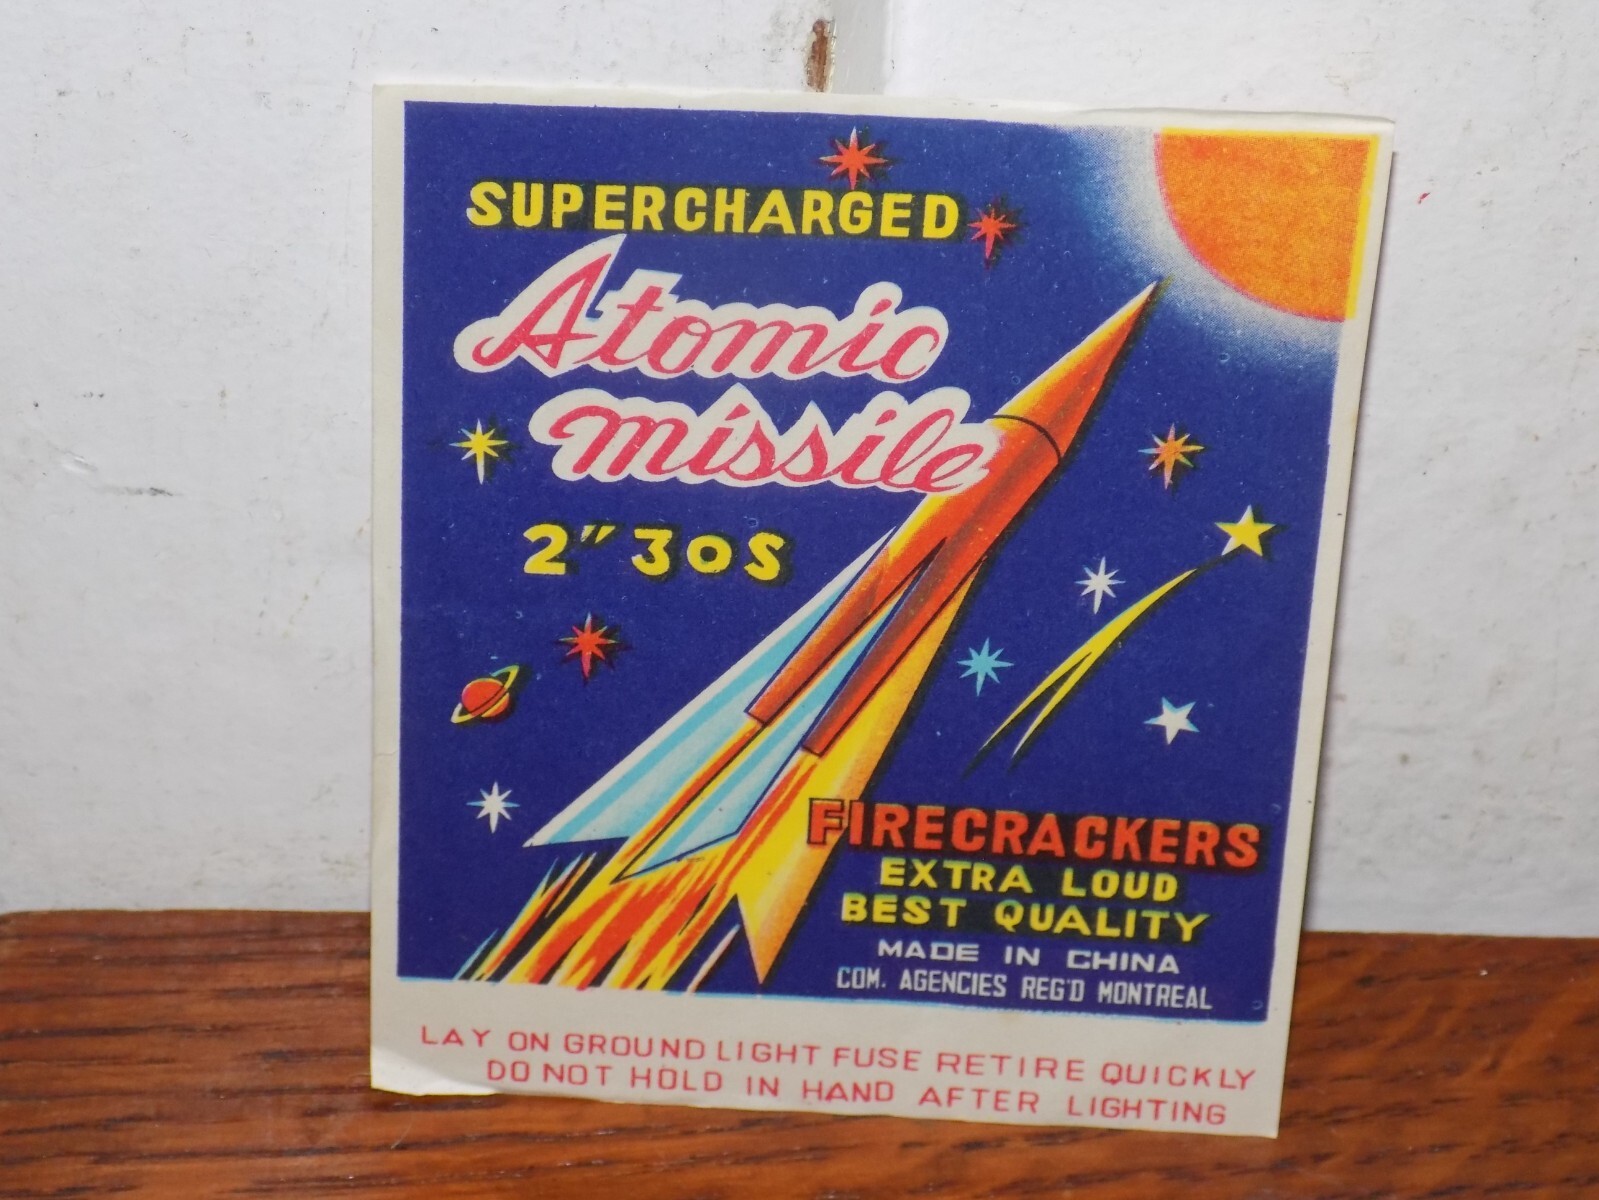 SUPERCHARGED
Atomic
missile
2" 30S
FIRECRACKERS
EXTRA LOUD
BEST QUALITY
MADE IN CHINA
COM. AGENCIES REG'D MONTREAL
LAY ON GROUND LIGHT FUSE RETIRE QUICKLY
DO NOT HOLD IN HAND AFTER LIGHTING